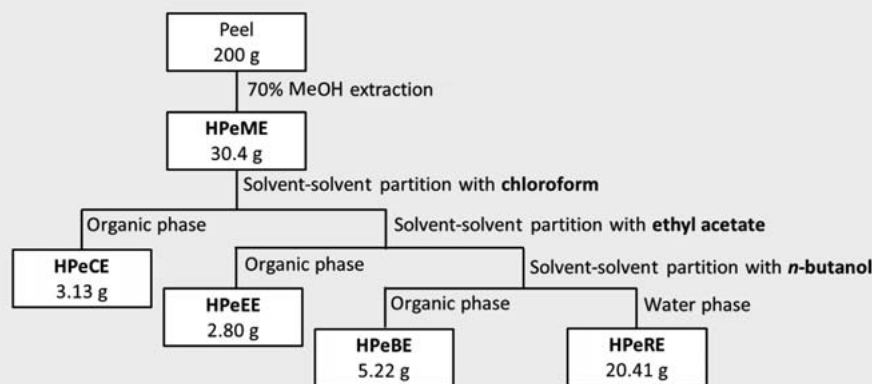 Peel
200 g
70% MeOH extraction
HPeME
30.4 g
Solvent-solvent partition with chloroform
Organic phase
Solvent-solvent partition with ethyl acetate
HPeCE
3.13 g
Organic phase
Solvent-solvent partition with n-butanol
HPeEE
2.80 g
Organic phase
Water phase
HPeBE
5.22 g
HPeRE
20.41 g